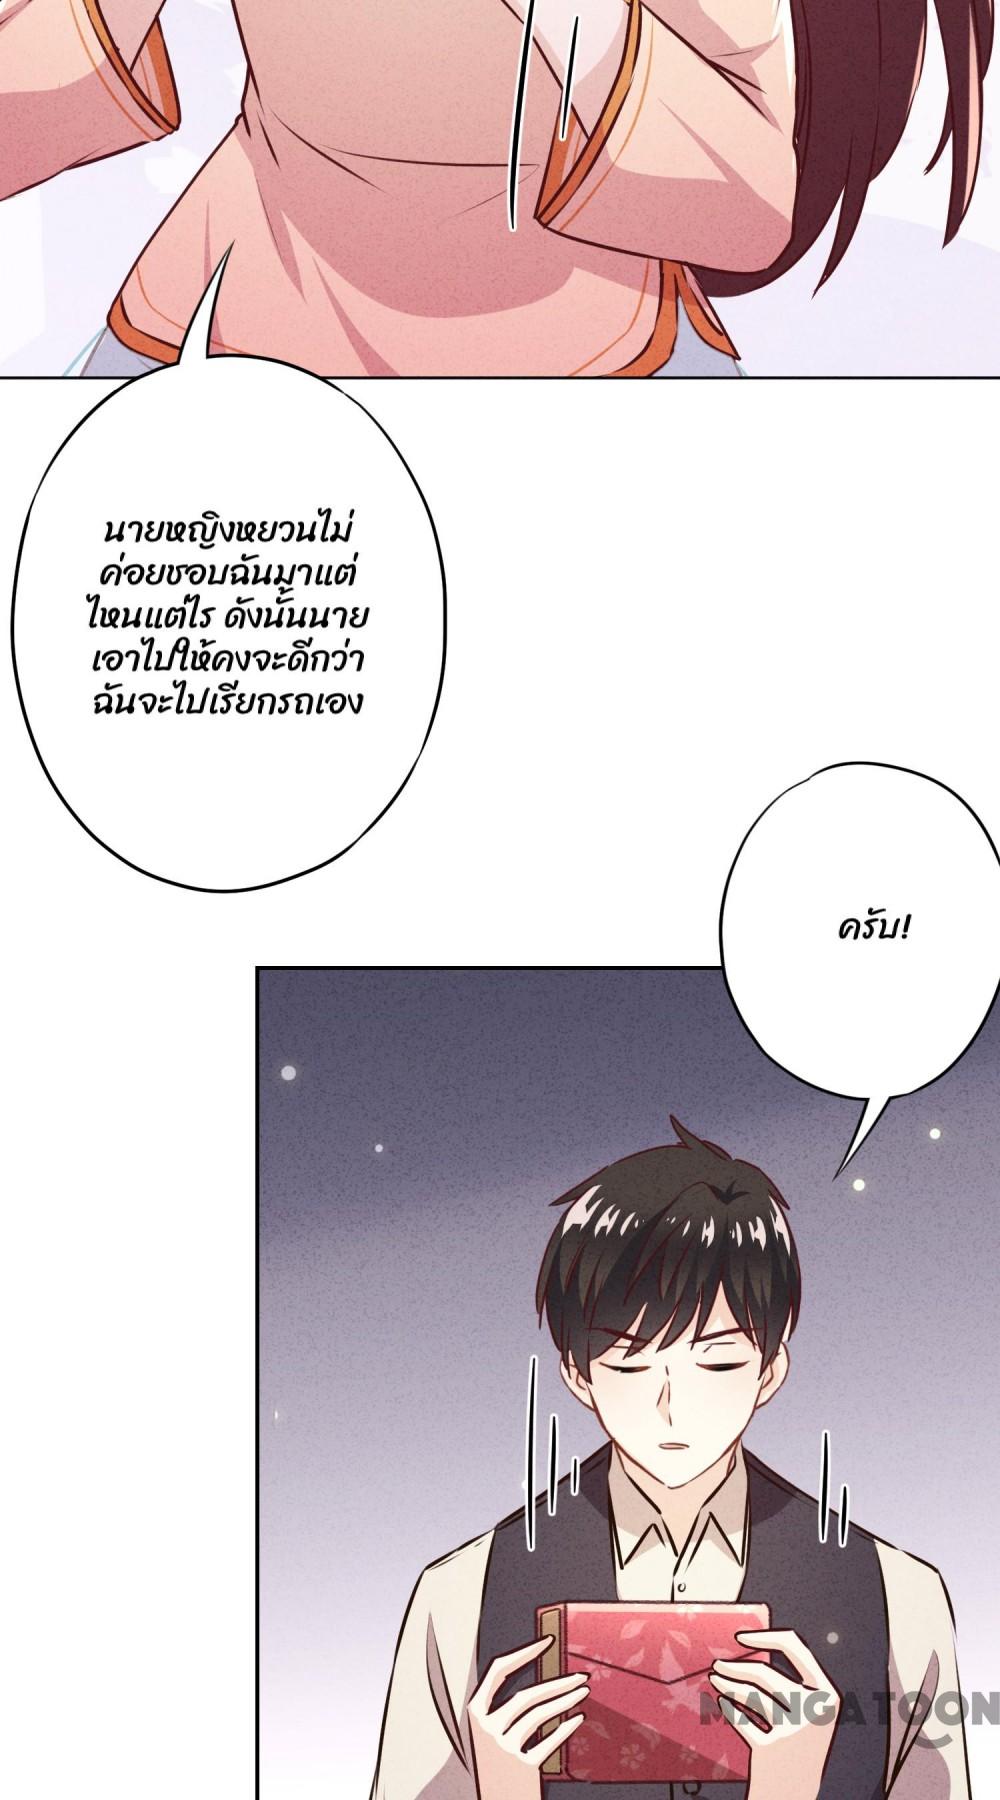 นายหญิงหยวนไม่
ค่อยชอบฉันมาแต่
ไหนแต่ไร ดังนั้นนาย
เอาไปให้คงจะดีกว่า
ฉันจะไปเรียกรถเอง
ครับ!
MANGATOON